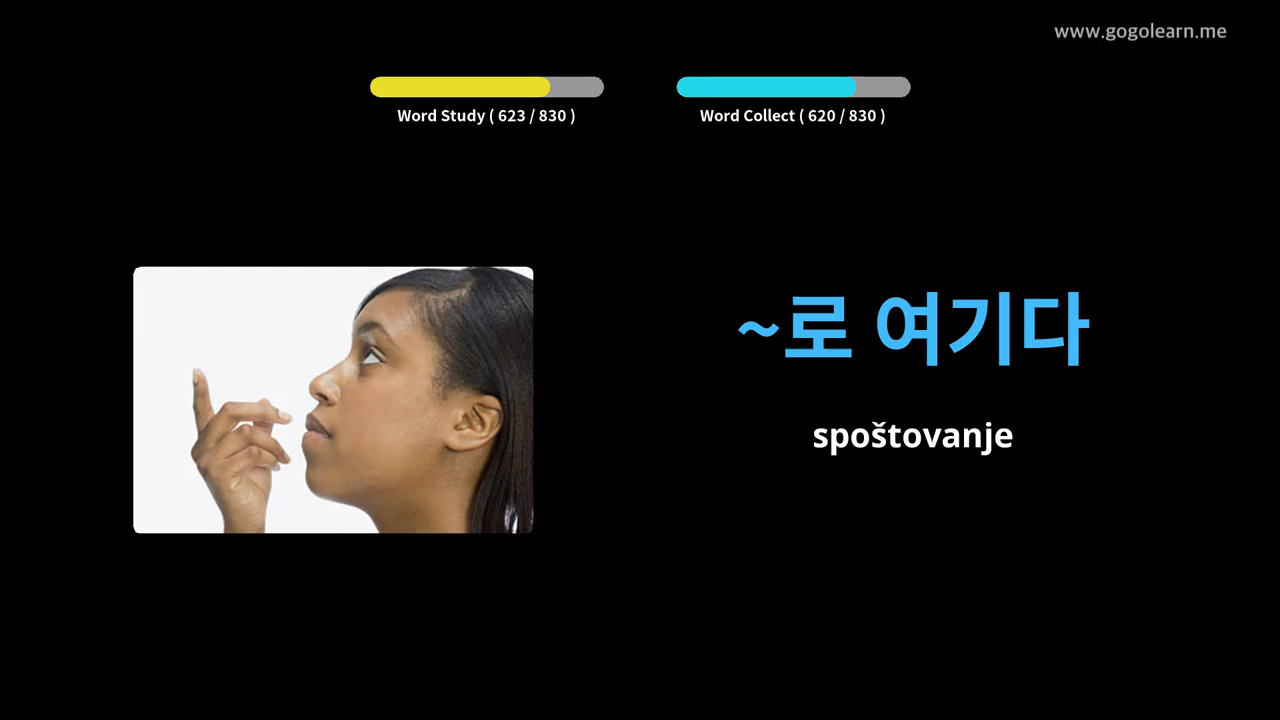 www.gogolearn.me
Word Study ( 623 / 830 )
Word Collect ( 620 / 830 )
~로 여기다
spoštovanje